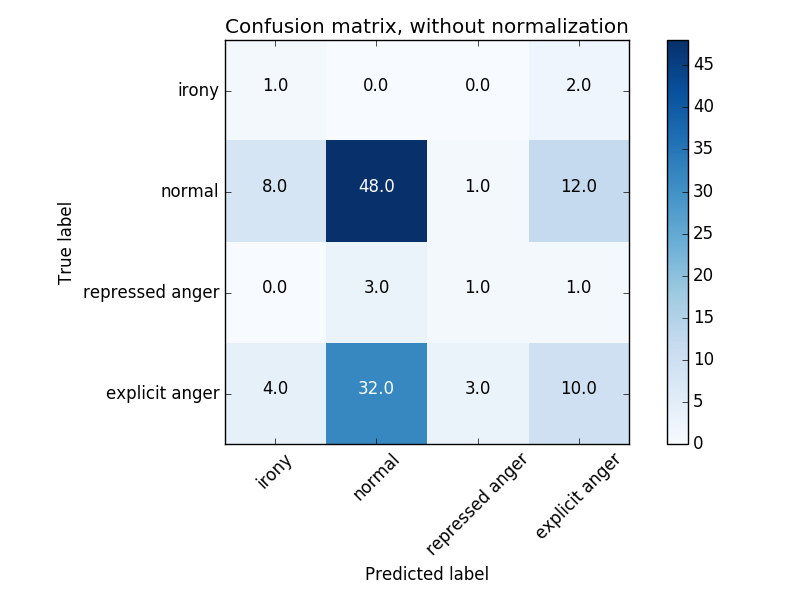 Confusion matrix, without normalization
irony 1.0 0.0 0.0 2.0
normal 8.0 48.0 1.0 12.0
repressed anger 0.0 3.0 1.0 1.0
explicit anger 4.0 32.0 3.0 10.0
True label
irony normal repressed anger explicit anger
Predicted label
45
40
35
30
25
20
15
10
5
0